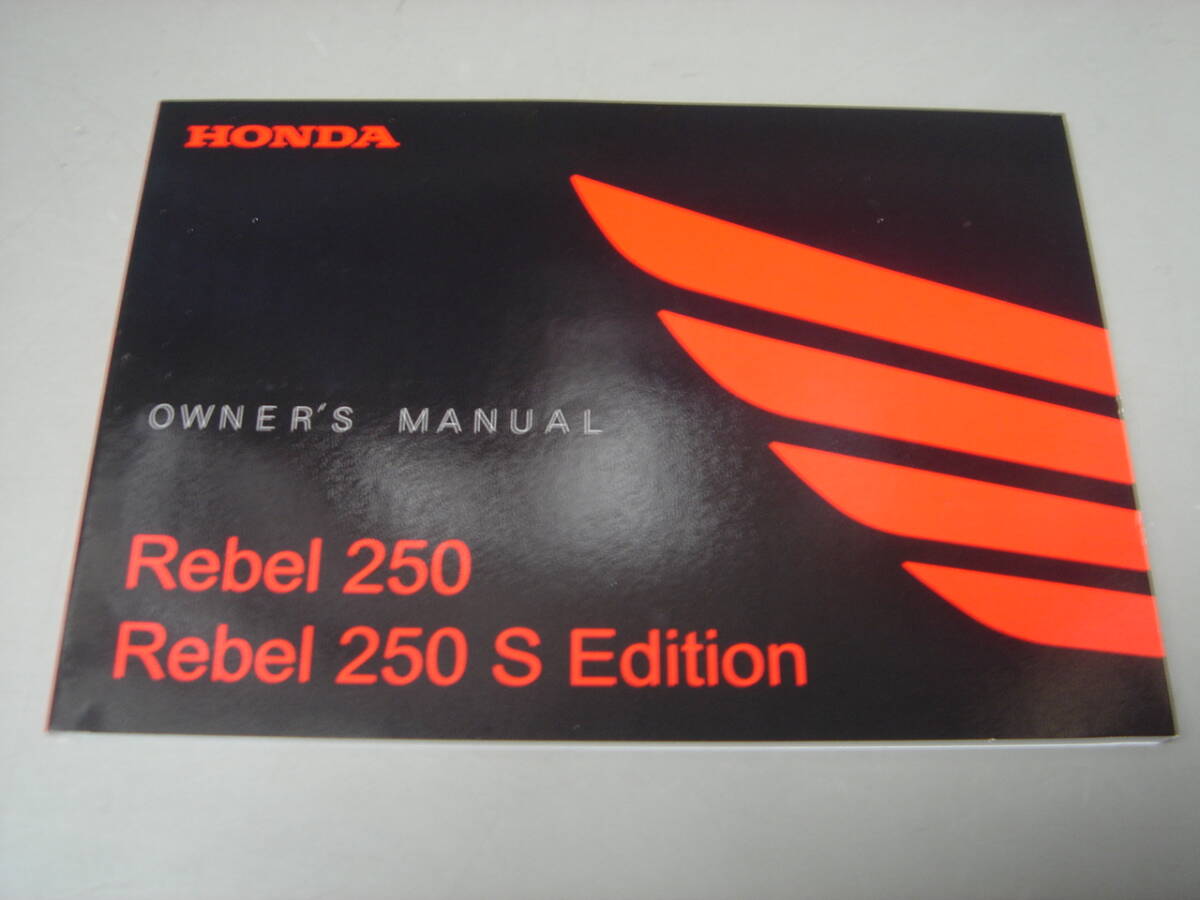 HONDA
OWNER'S MANUAL
Rebel 250
Rebel 250 S Edition